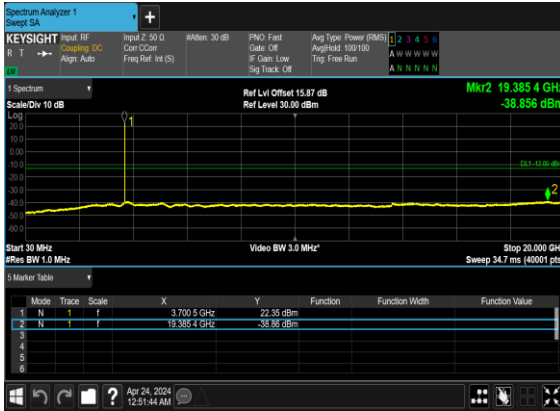 Spectrum Analyzer 1
Swept SA
+
KEYSIGHT Input: RF Input Z: 50 Ω #Atten: 30 dB PNO: Fast Avg Type: Power (RMS) 1 2 3 4 5 6
R T Coupling: DC Corr CCorr Gate: Off Avg|Hold: 100/100 A W W W W W
Align: Auto Freq Ref: Int (S) IF Gain: Low Trig: Free Run
Sig Track: Off A N N N N N
1 Spectrum Ref Lvl Offset 15.87 dB Mkr2 19.385 4 GHz
Scale/Div 10 dB Ref Level 30.00 dBm -38.856 dBm
Log
1
20.0
10.0
0.00
-10.0
DL1 -13.00 dBm
-20.0
-30.0
2
-40.0
-50.0
-60.0
Start 30 MHz Video BW 3.0 MHz* Stop 20.000 GH
#Res BW 1.0 MHz Sweep 34.7 ms (40001 pts
5 Marker Table
Mode Trace Scale X Y Function Function Width Function Value
1 N 1 f 3.700 5 GHz 22.35 dBm
2 N 1 f 19.385 4 GHz -38.86 dBm
3
4
5
6
? Apr 24, 2024
12:51:44 AM